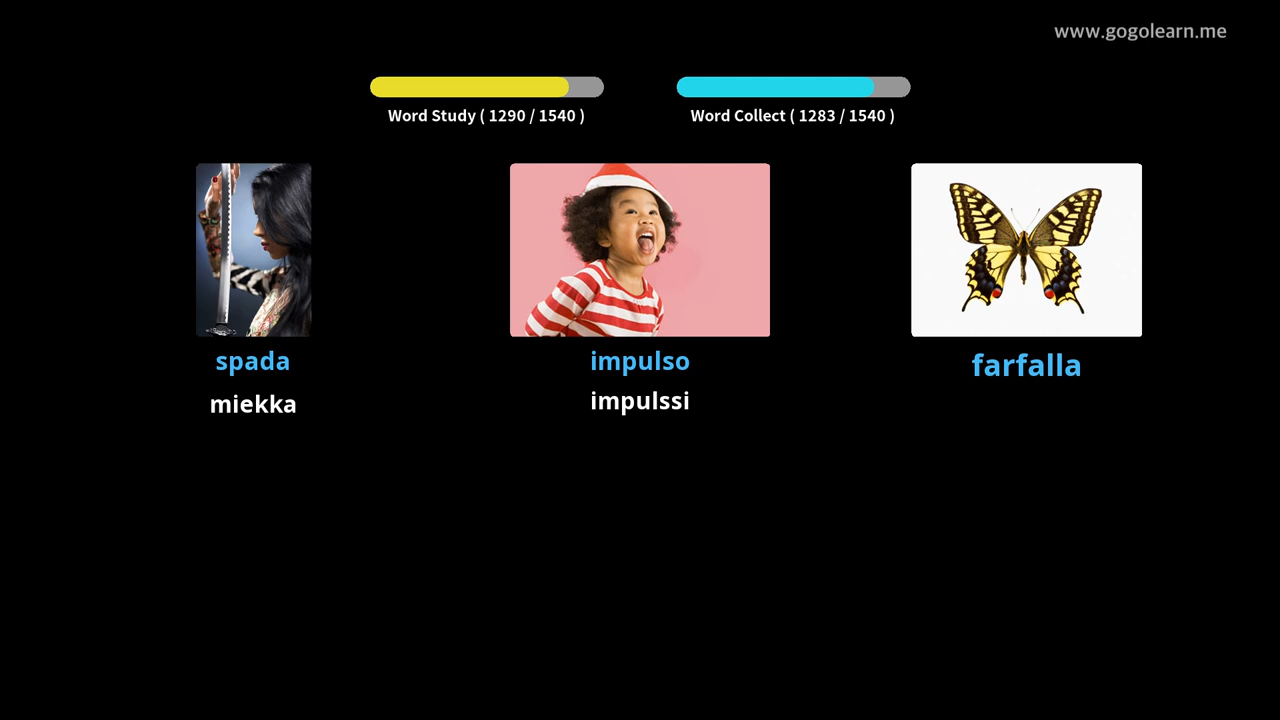 www.gogolearn.me
Word Study ( 1290 / 1540 )
Word Collect ( 1283 / 1540 )
spada
miekka
impulso
impulssi
farfalla